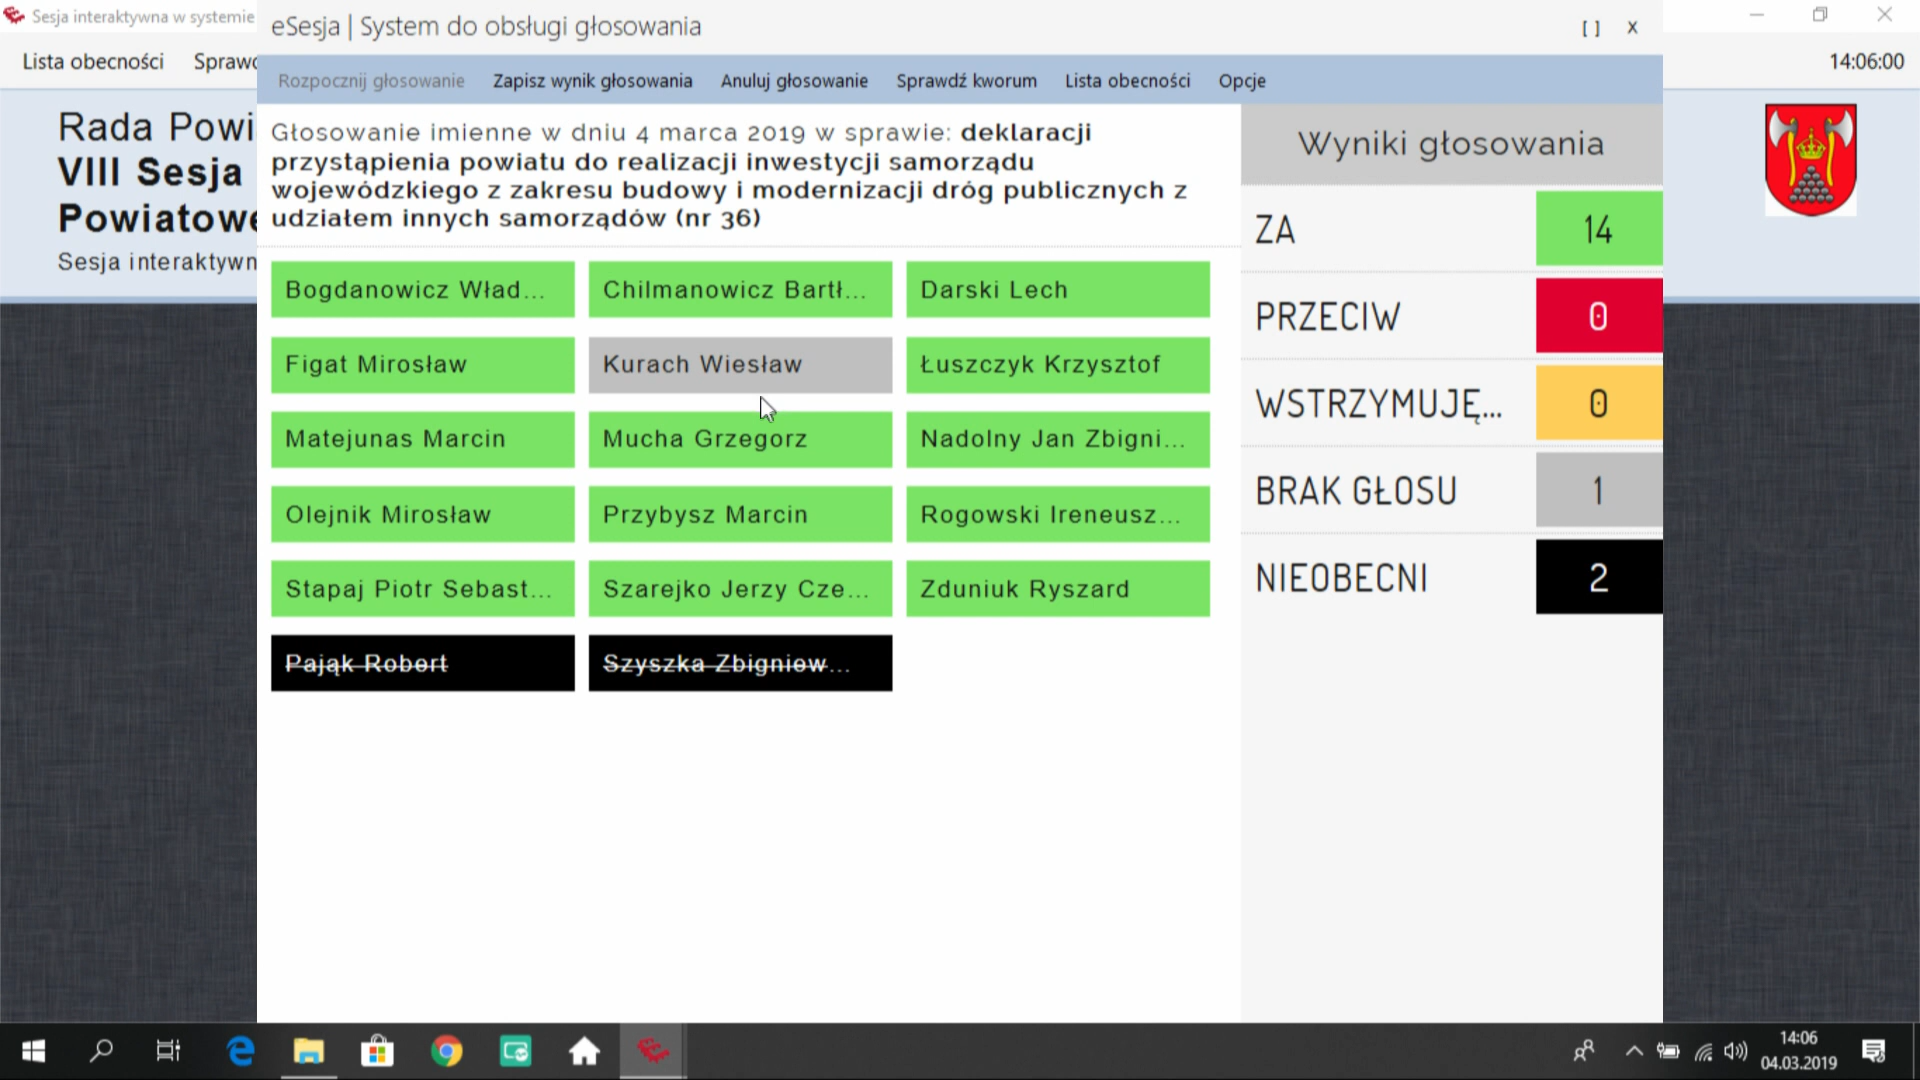 Sesja interaktywna w systemie
eSesja | System do obsługi głosowania
[ ] X
Lista obecności
14:06:00
Rozpocznij głosowanie Zapisz wynik głosowania Anuluj głosowanie Sprawdź kworum Lista obecności Opcje
Rada Powi
VIII Sesja
Powiatowe
Sesja interaktywn
Głosowanie imienne w dniu 4 marca 2019 w sprawie: deklaracji
przystąpienia powiatu do realizacji inwestycji samorządu
wojewódzkiego z zakresu budowy i modernizacji dróg publicznych z
udziałem innych samorządów (nr 36)
Bogdanowicz Wład... Chilmanowicz Bartł... Darski Lech
Figat Mirosław Kurach Wiesław Łuszczyk Krzysztof
Matejunas Marcin Mucha Grzegorz Nadolny Jan Zbigni...
Olejnik Mirosław Przybysz Marcin Rogowski Ireneusz...
Stapaj Piotr Sebast... Szarejko Jerzy Cze... Zduniuk Ryszard
Pająk Robert Szyszka Zbigniew...
Wyniki głosowania
ZA 14
PRZECIW 0
WSTRZYMUJĘ... 0
BRAK GŁOSU 1
NIEOBECNI 2
14:06
04.03.2019